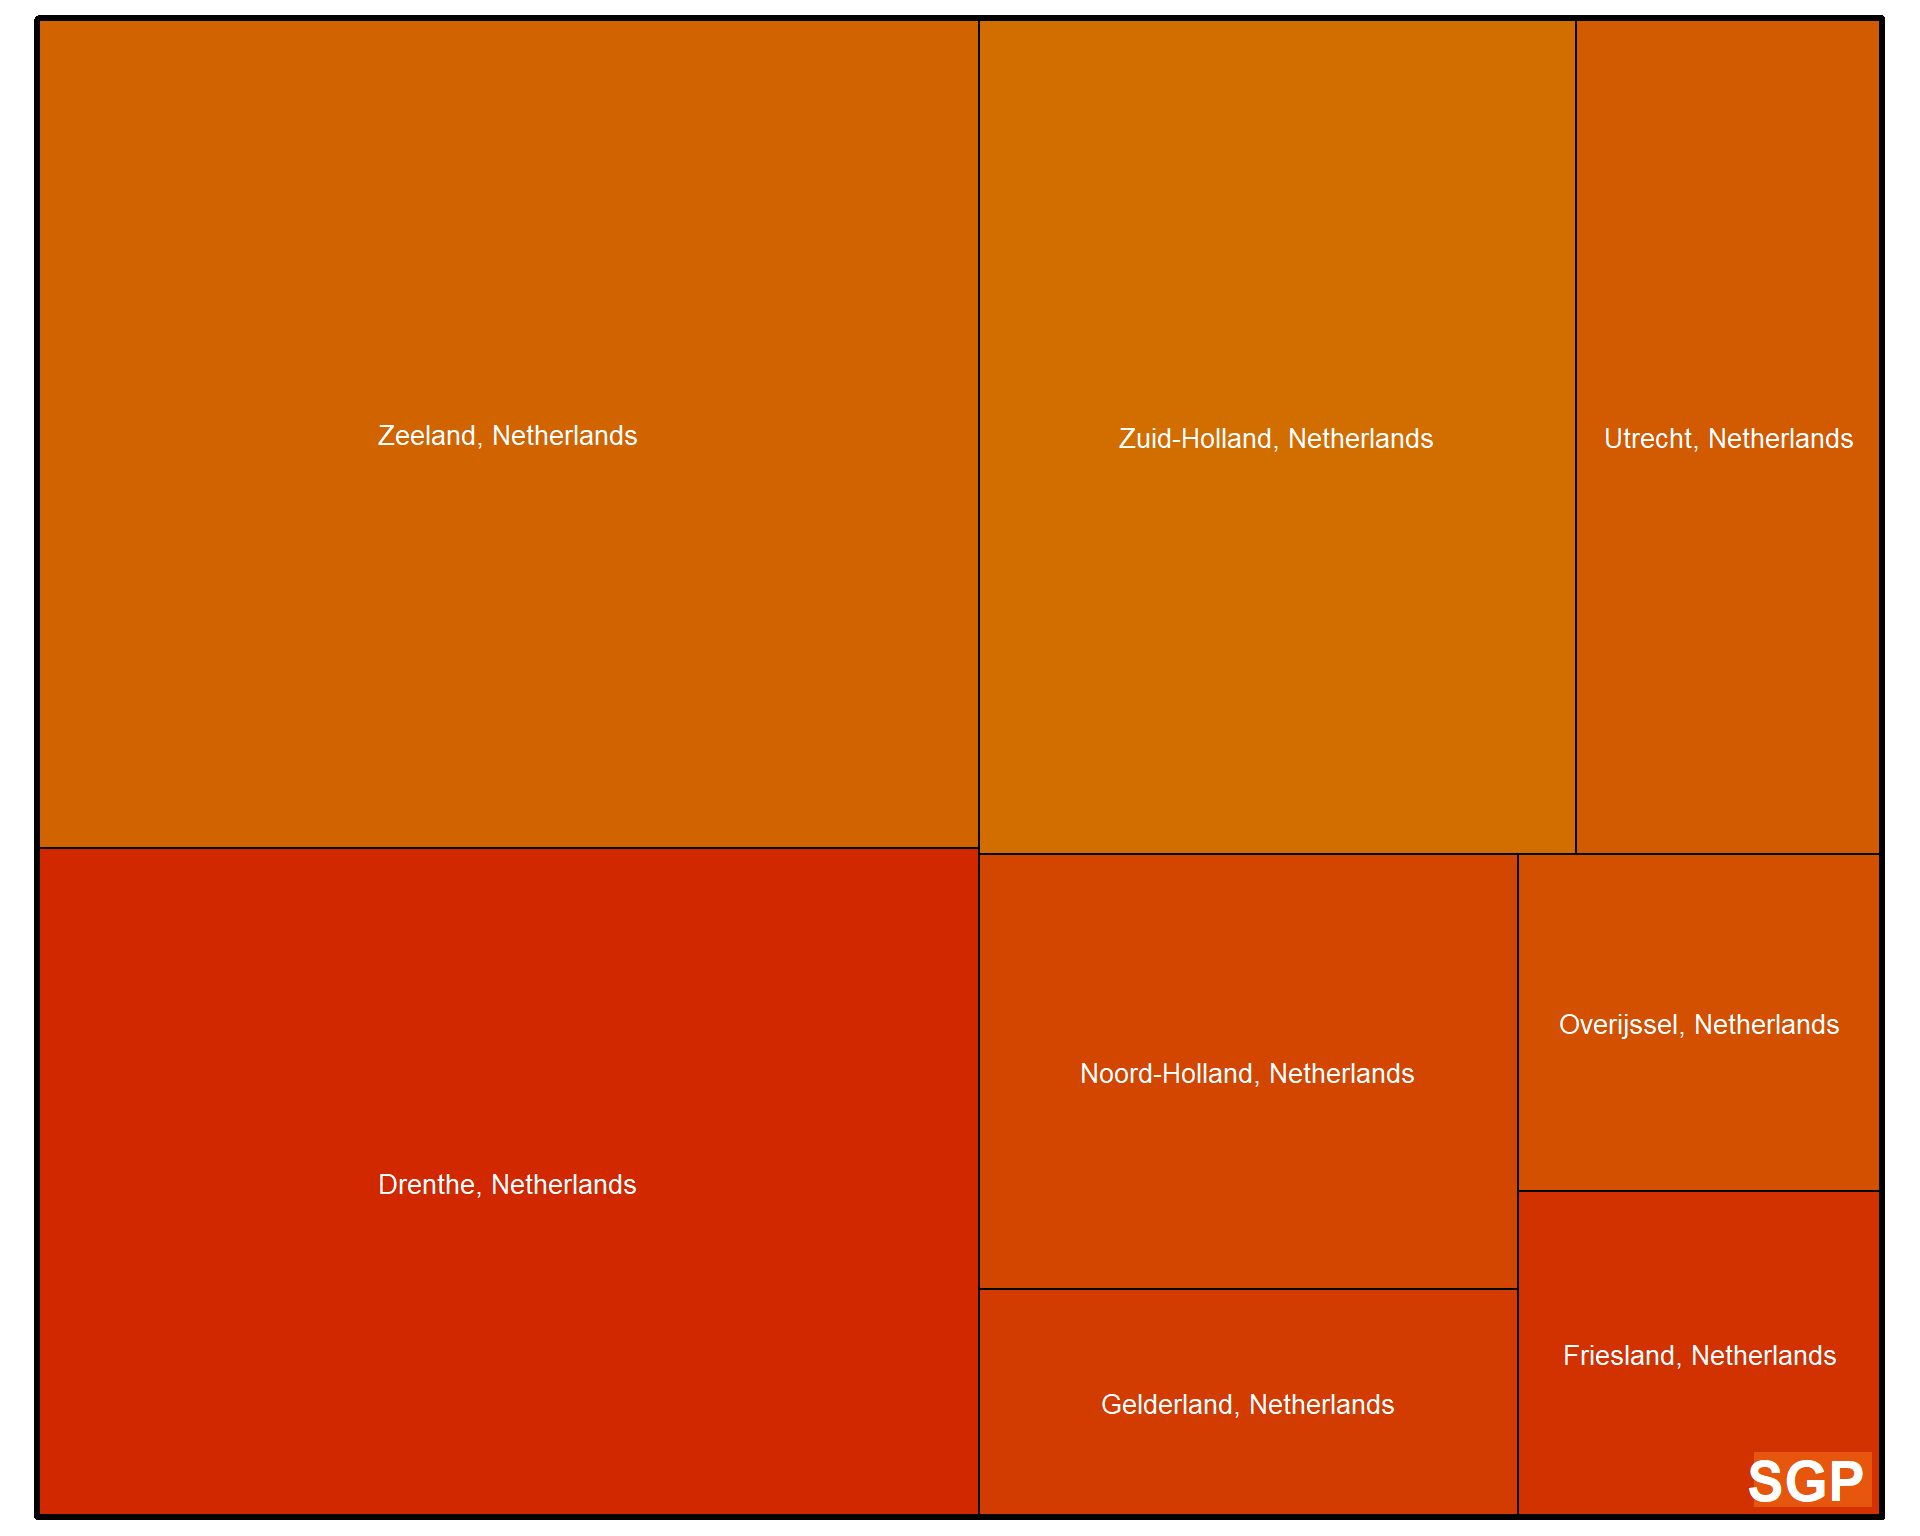 Zeeland, Netherlands
Zuid-Holland, Netherlands
Utrecht, Netherlands
Drenthe, Netherlands
Noord-Holland, Netherlands
Overijssel, Netherlands
Gelderland, Netherlands
Friesland, Netherlands
SGP